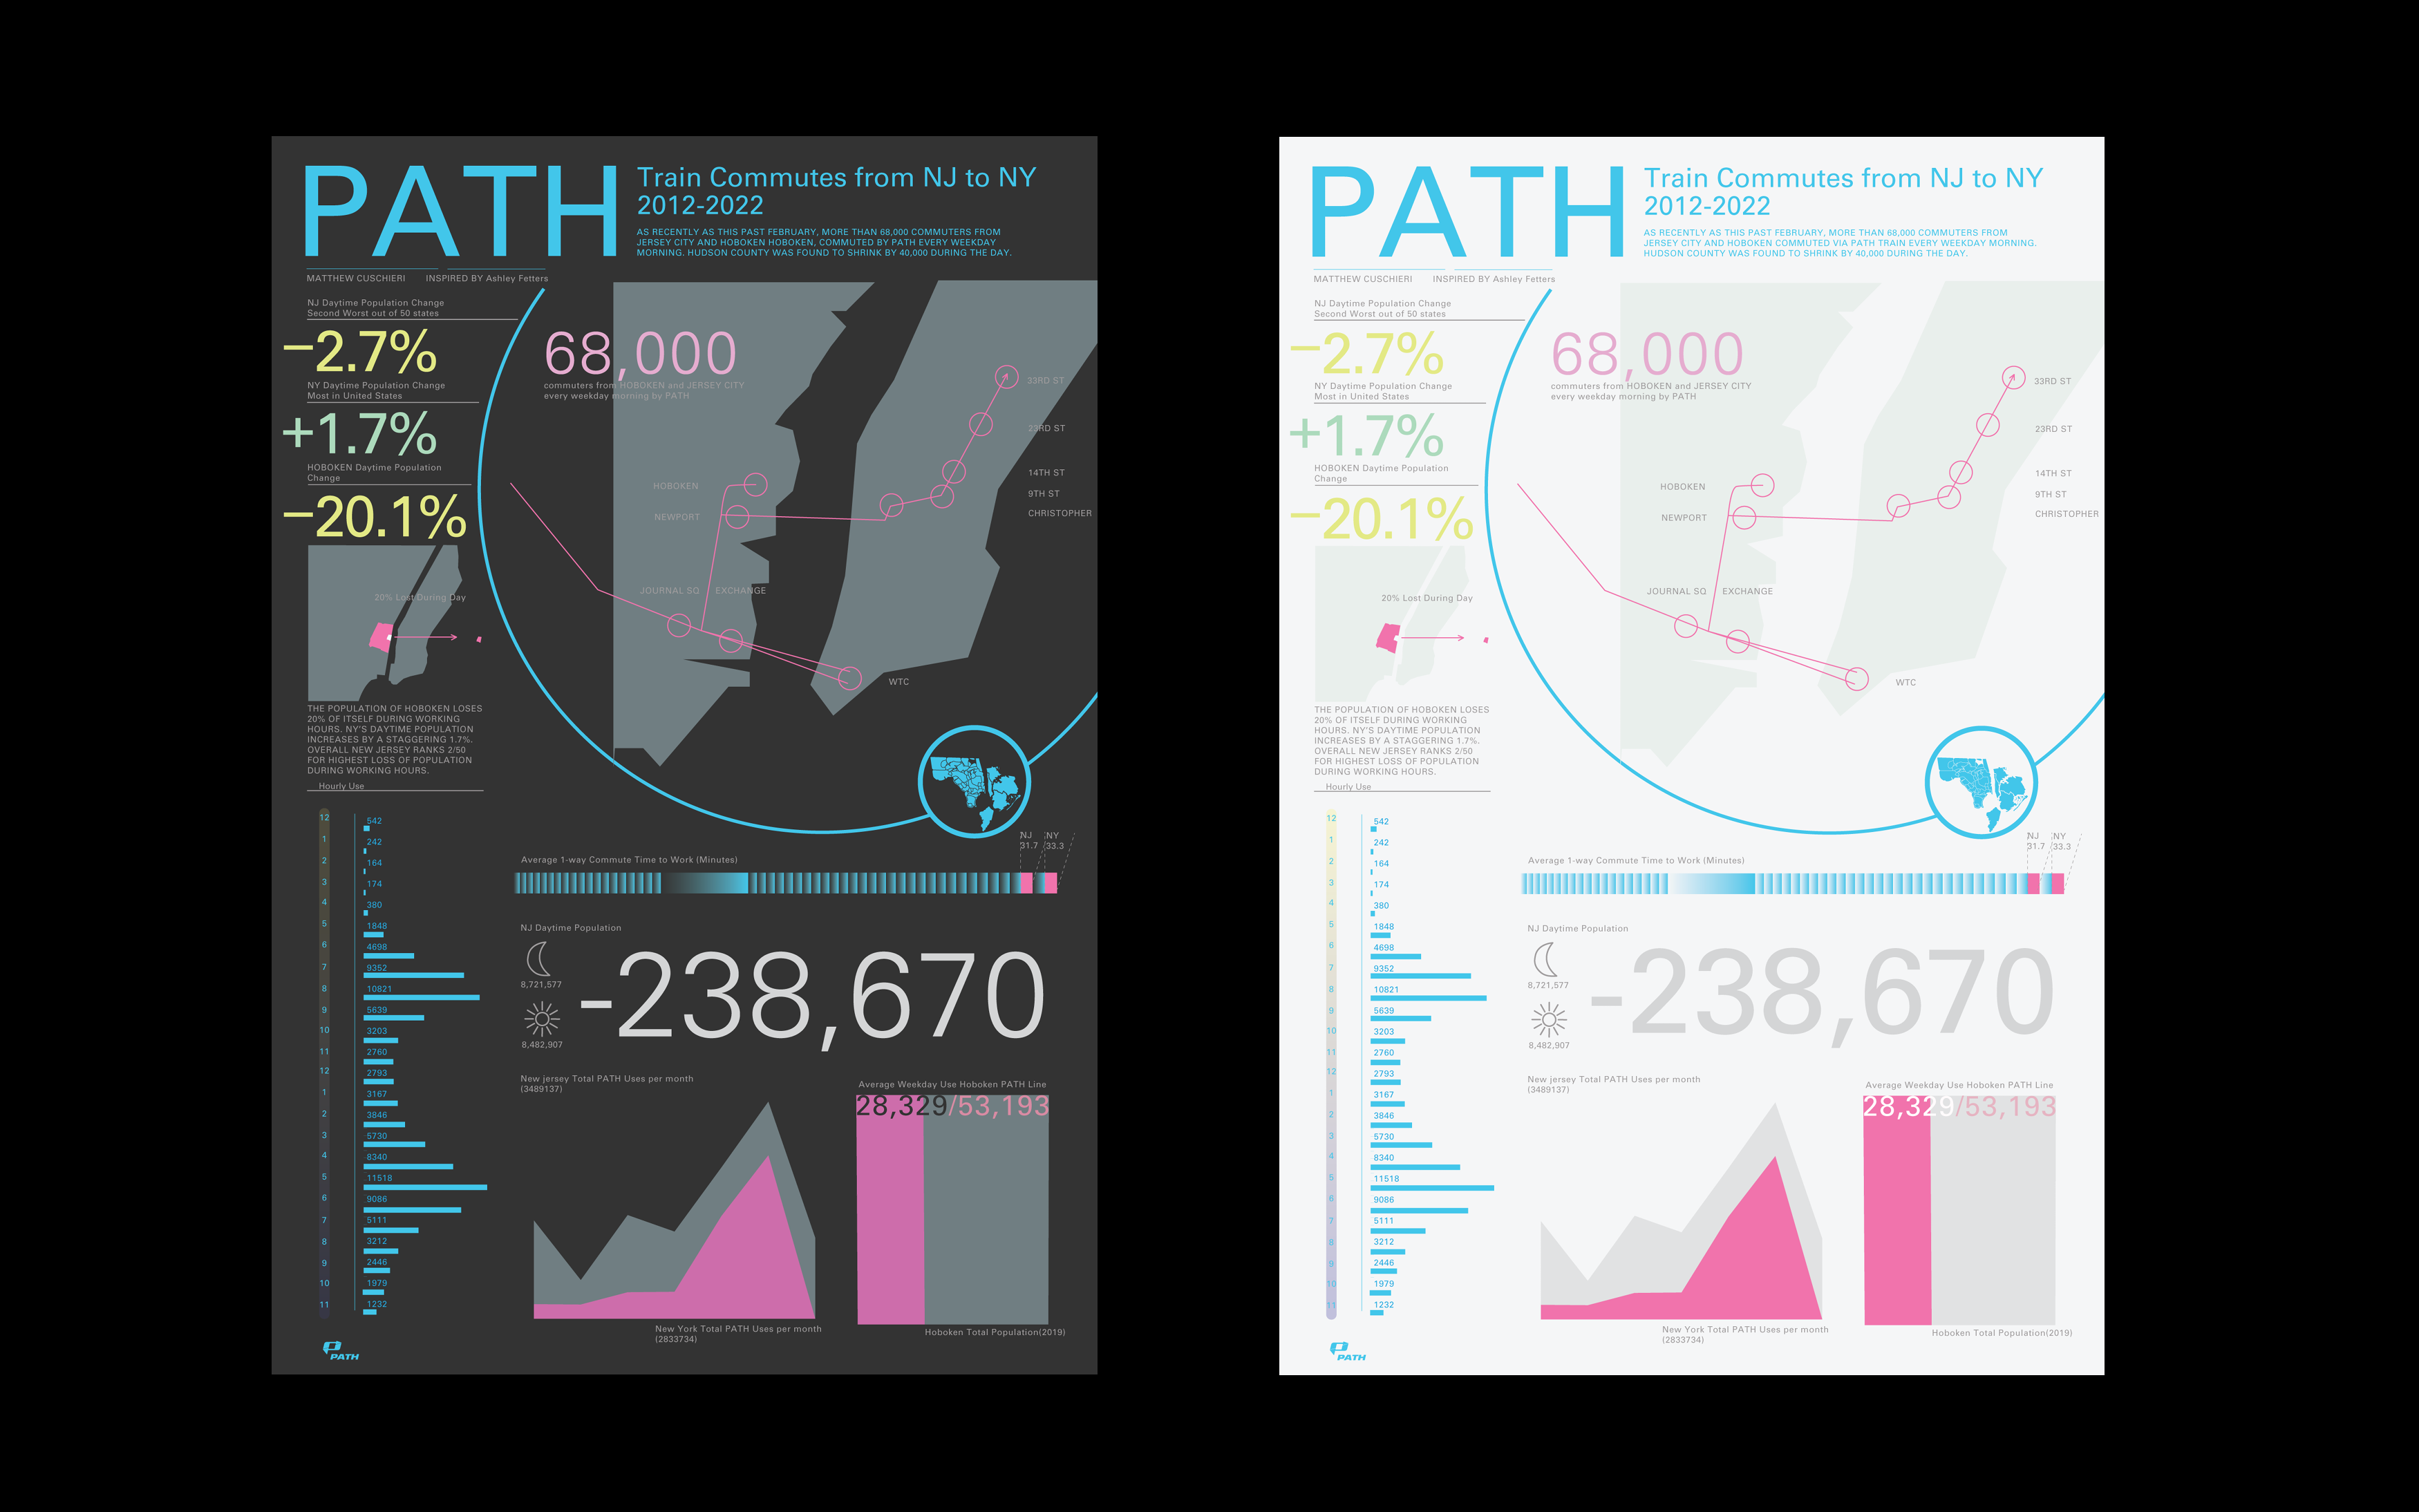 PATH
Train Commutes from NJ to NY
2012-2022
AS RECENTLY AS THIS PAST FEBRUARY, MORE THAN 68,000 COMMUTERS FROM
JERSEY CITY AND HOBOKEN HOBOKEN, COMMUTED BY PATH EVERY WEEKDAY
MORNING. HUDSON COUNTY WAS FOUND TO SHRINK BY 40,000 DURING THE DAY.
MATTHEW CUSCHIERI
INSPIRED BY Ashley Fetters
NJ Daytime Population Change
Second Worst out of 50 states
−2.7%
NY Daytime Population Change
Most in United States
+1.7%
HOBOKEN Daytime Population
Change
−20.1%
20% Lost During Day
THE POPULATION OF HOBOKEN LOSES
20% OF ITSELF DURING WORKING
HOURS. NY'S DAYTIME POPULATION
INCREASES BY A STAGGERING 1.7%.
OVERALL NEW JERSEY RANKS 2/50
FOR HIGHEST LOSS OF POPULATION
DURING WORKING HOURS.
68,000
commuters from HOBOKEN and JERSEY CITY
every weekday morning by PATH
33RD ST
23RD ST
14TH ST
9TH ST
CHRISTOPHER
HOBOKEN
NEWPORT
JOURNAL SQ
EXCHANGE
WTC
Hourly Use
12
542
1
242
2
164
3
174
4
380
5
1848
6
4698
7
9352
8
10821
9
5639
10
3203
11
2760
12
2793
1
3167
2
3846
3
5730
4
8340
5
11518
6
9086
7
5111
8
3212
9
2446
10
1979
11
1232
PATH
NJ
31.7
NY
33.3
Average 1-way Commute Time to Work (Minutes)
NJ Daytime Population
8,721,577
8,482,907
-238,670
New jersey Total PATH Uses per month
(3489137)
New York Total PATH Uses per month
(2833734)
Average Weekday Use Hoboken PATH Line
28,329/53,193
Hoboken Total Population(2019)
PATH
Train Commutes from NJ to NY
2012-2022
AS RECENTLY AS THIS PAST FEBRUARY, MORE THAN 68,000 COMMUTERS FROM
JERSEY CITY AND HOBOKEN COMMUTED VIA PATH TRAIN EVERY WEEKDAY MORNING.
HUDSON COUNTY WAS FOUND TO SHRINK BY 40,000 DURING THE DAY.
MATTHEW CUSCHIERI
INSPIRED BY Ashley Fetters
NJ Daytime Population Change
Second Worst out of 50 states
−2.7%
NY Daytime Population Change
Most in United States
+1.7%
HOBOKEN Daytime Population
Change
−20.1%
20% Lost During Day
THE POPULATION OF HOBOKEN LOSES
20% OF ITSELF DURING WORKING
HOURS. NY'S DAYTIME POPULATION
INCREASES BY A STAGGERING 1.7%.
OVERALL NEW JERSEY RANKS 2/50
FOR HIGHEST LOSS OF POPULATION
DURING WORKING HOURS.
68,000
commuters from HOBOKEN and JERSEY CITY
every weekday morning by PATH
33RD ST
23RD ST
14TH ST
9TH ST
CHRISTOPHER
HOBOKEN
NEWPORT
JOURNAL SQ
EXCHANGE
WTC
Hourly Use
12
542
1
242
2
164
3
174
4
380
5
1848
6
4698
7
9352
8
10821
9
5639
10
3203
11
2760
12
2793
1
3167
2
3846
3
5730
4
8340
5
11518
6
9086
7
5111
8
3212
9
2446
10
1979
11
1232
PATH
NJ
31.7
NY
33.3
Average 1-way Commute Time to Work (Minutes)
NJ Daytime Population
8,721,577
8,482,907
-238,670
New jersey Total PATH Uses per month
(3489137)
New York Total PATH Uses per month
(2833734)
Average Weekday Use Hoboken PATH Line
28,329/53,193
Hoboken Total Population(2019)